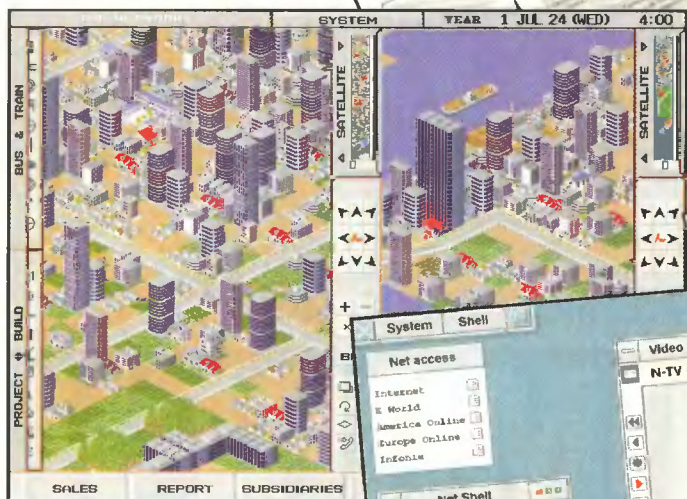 SYSTEM
YEAR 1 JUL. 24 (WED) 4:00
BUS & TRAIN
SATELLITE
SATELLITE
PROJECT BUILD
SALES REPORT SUBSIDIARIES
System Shell
Net access
Internet
E World
America Online
Europe Online
Infonie
Net Shell
Video
N-TV